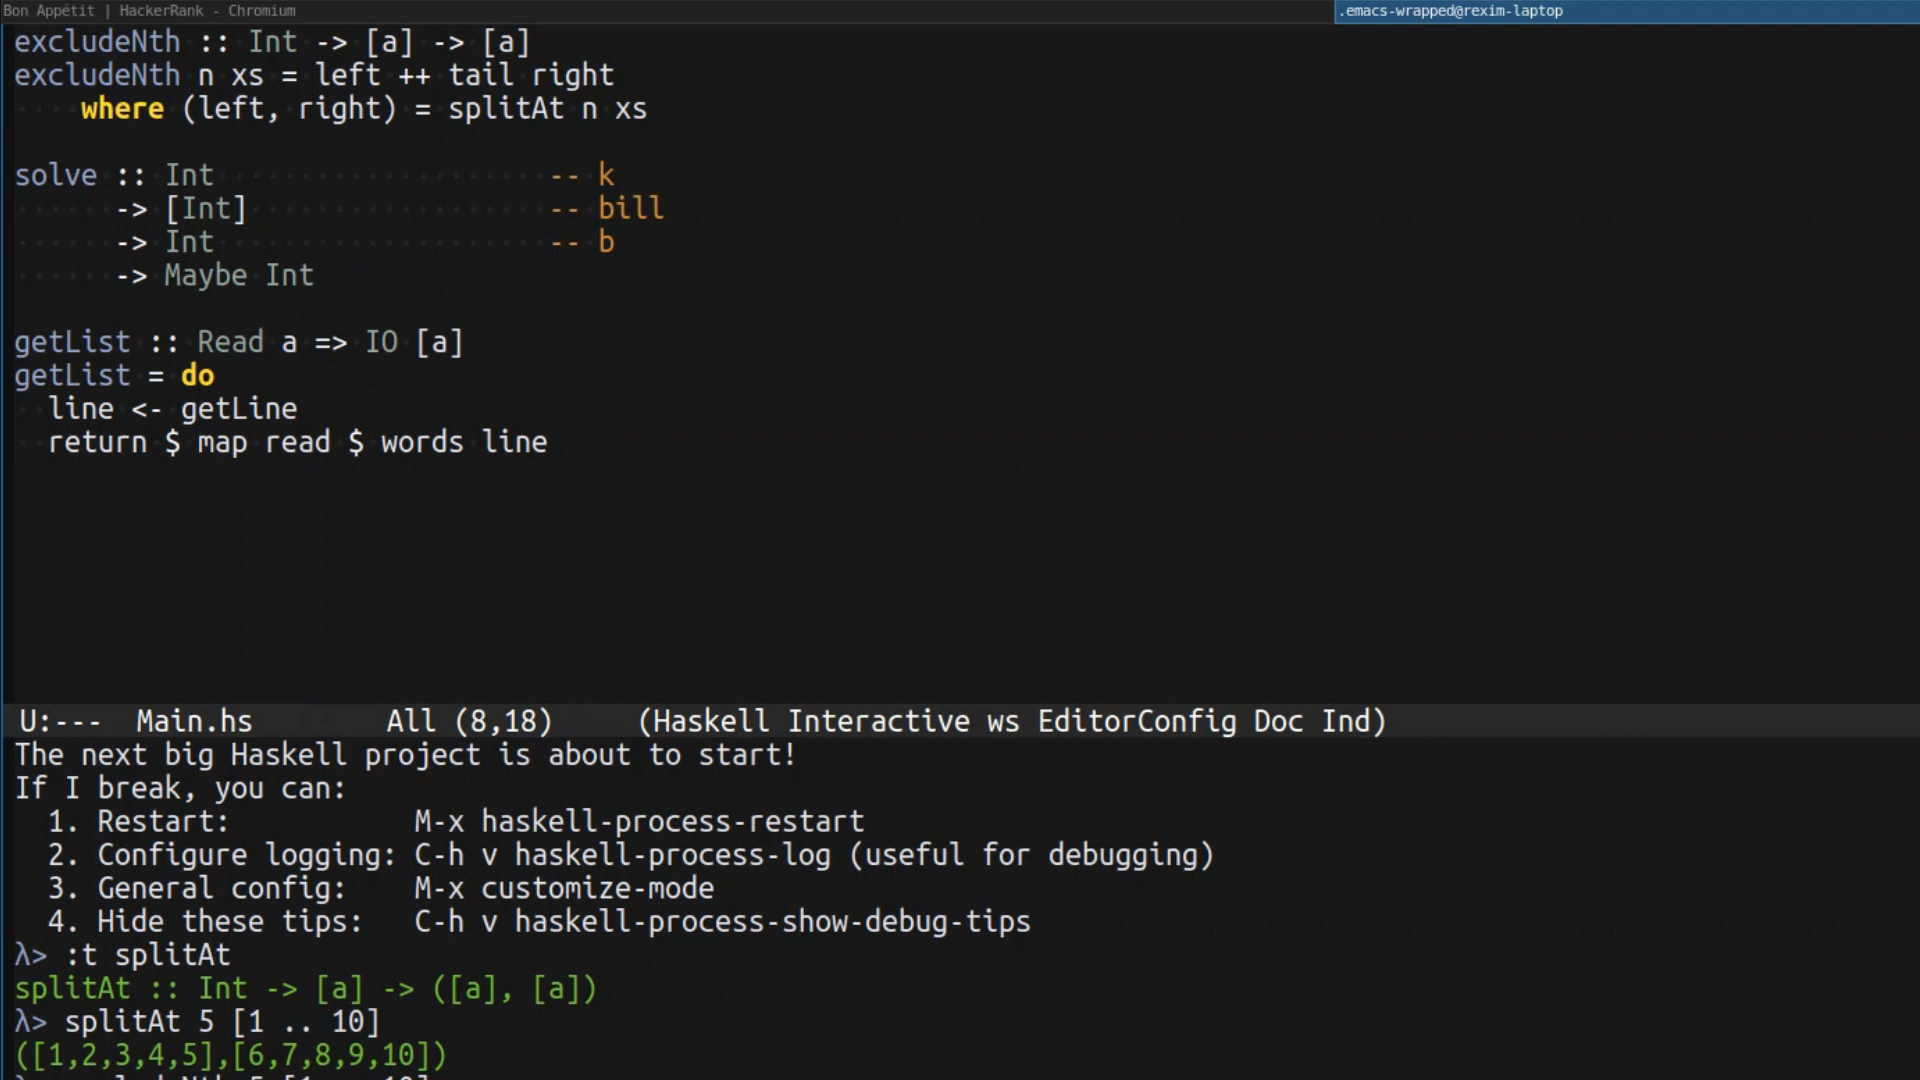 Bon Appétit | HackerRank - Chromium
.emacs-wrapped@rexim-laptop
excludeNth :: Int -> [a] -> [a]
excludeNth n xs = left ++ tail right
    where (left, right) = splitAt n xs
solve :: Int                    -- k
      -> [Int]                  -- bill
      -> Int                    -- b
      -> Maybe Int
getList :: Read a => IO [a]
getList = do
  line <- getLine
  return $ map read $ words line
U:---  Main.hs        All (8,18)     (Haskell Interactive ws EditorConfig Doc Ind)
The next big Haskell project is about to start!
If I break, you can:
  1. Restart:           M-x haskell-process-restart
  2. Configure logging: C-h v haskell-process-log (useful for debugging)
  3. General config:    M-x customize-mode
  4. Hide these tips:   C-h v haskell-process-show-debug-tips
λ> :t splitAt
splitAt :: Int -> [a] -> ([a], [a])
λ> splitAt 5 [1 .. 10]
([1,2,3,4,5],[6,7,8,9,10])